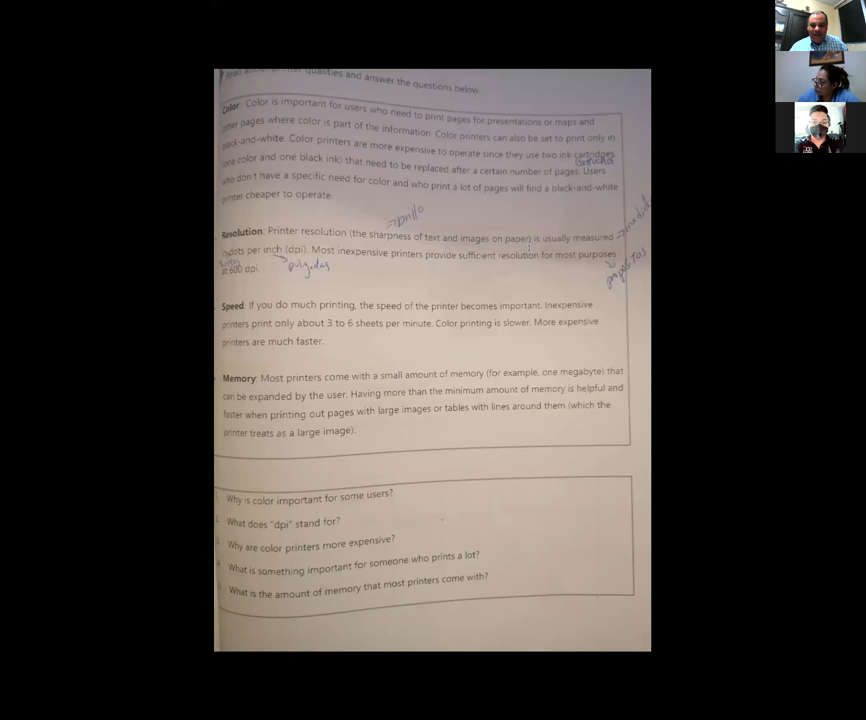 qualities and answer the questions below.
Color: Color is important for users who need to print pages for presentations or maps and
other pages where color is part of the information. Color printers can also be set to print only in
black-and-white. Color printers are more expensive to operate since they use two ink cartridges
(one color and one black ink) that need to be replaced after a certain number of pages. Users
who don't have a specific need for color and who print a lot of pages will find a black-and-white
printer cheaper to operate.
brillo
Resolution: Printer resolution (the sharpness of text and images on paper) is usually measured
in dots per inch (dpi). Most inexpensive printers provide sufficient resolution for most purposes
at 600 dpi.
pulgadas
Speed: If you do much printing, the speed of the printer becomes important. Inexpensive
printers print only about 3 to 6 sheets per minute. Color printing is slower. More expensive
printers are much faster.
Memory: Most printers come with a small amount of memory (for example, one megabyte) that
can be expanded by the user. Having more than the minimum amount of memory is helpful and
faster when printing out pages with large images or tables with lines around them (which the
printer treats as a large image).
Why is color important for some users?
What does "dpi" stand for?
Why are color printers more expensive?
What is something important for someone who prints a lot?
What is the amount of memory that most printers come with?